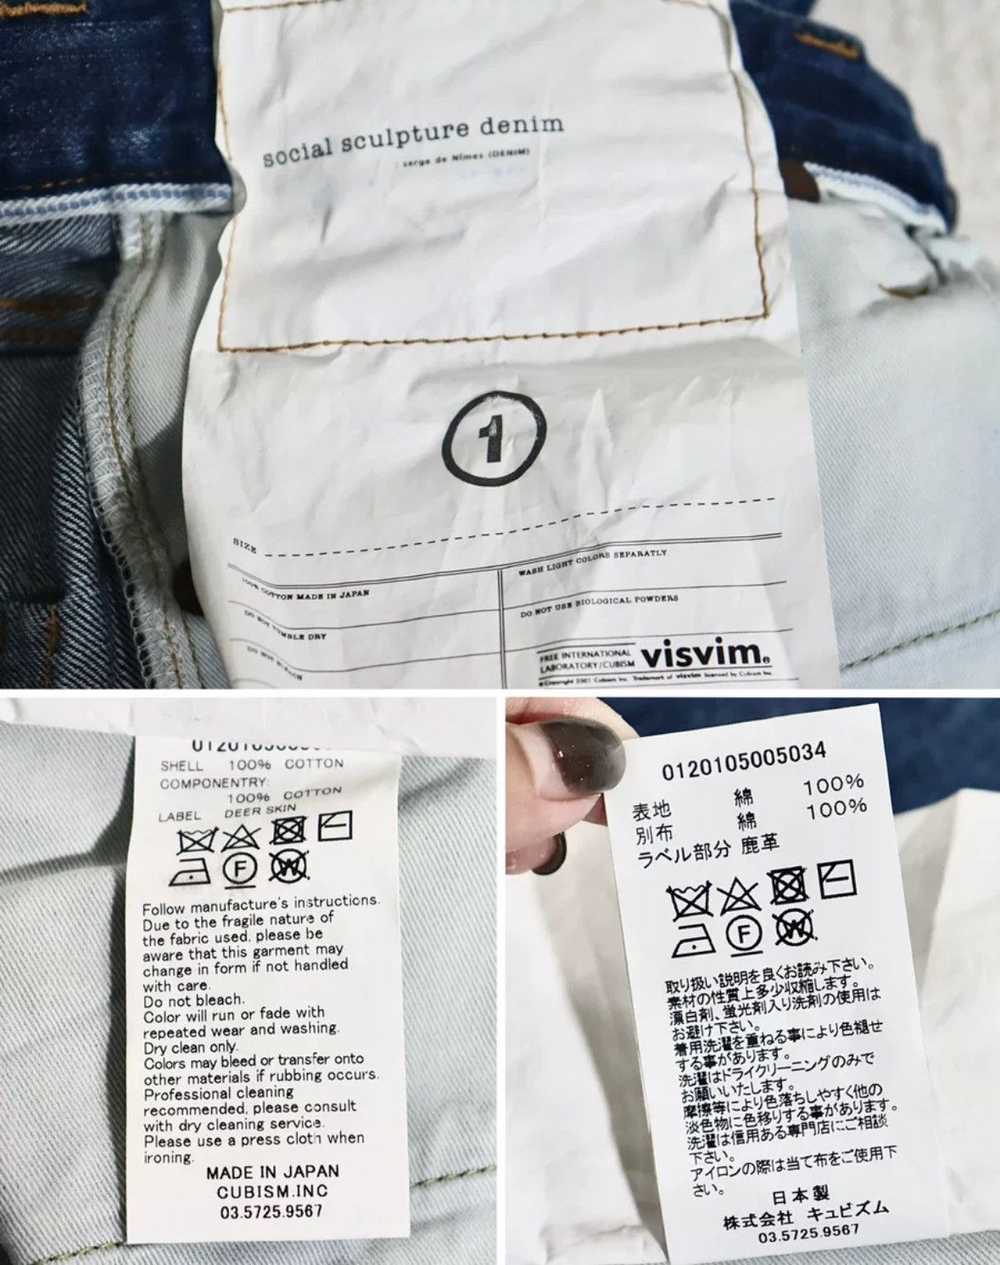 social sculpture denim
serge de Nimes (DENIM)
1
SIZE
100% COTTON MADE IN JAPAN
WASH LIGHT COLORS SEPARATLY
DO NOT TUMBLE DRY
DO NOT USE BIOLOGICAL POWDERS
DO NOT
FREE INTERNATIONAL
LABORATORY/CUBISM
visvim
Copyright 2001 Cubism Inc. Trademark of visvim licensed by Cubism Inc.
SHELL 100% COTTON
COMPONENTRY:
100% COTTON
LABEL DEER SKIN
F
W
Follow manufacture's instructions.
Due to the fragile nature of
the fabric used, please be
aware that this garment may
change in form if not handled
with care.
Do not bleach.
Color will run or fade with
repeated wear and washing.
Dry clean only.
Colors may bleed or transfer onto
other materials if rubbing occurs.
Professional cleaning
recommended, please consult
with dry cleaning service.
Please use a press cloth when
ironing.
MADE IN JAPAN
CUBISM.INC
03.5725.9567
0120105005034
表地 綿 100%
別布 綿 100%
ラベル部分 鹿革
F
W
取り扱い説明を良くお読み下さい。
素材の性質上多少収縮します。
漂白剤、蛍光剤入り洗剤の使用は
お避け下さい。
着用洗濯を重ねる事により色褪せ
する事があります。
洗濯はドライクリーニングのみで
お願いいたします。
摩擦等により色落ちしやすく他の
淡色物に色移りする事があります。
洗濯は信用ある専門店にご相談
下さい。
アイロンの際は当て布をご使用下
さい。
日本製
株式会社 キュビズム
03.5725.9567